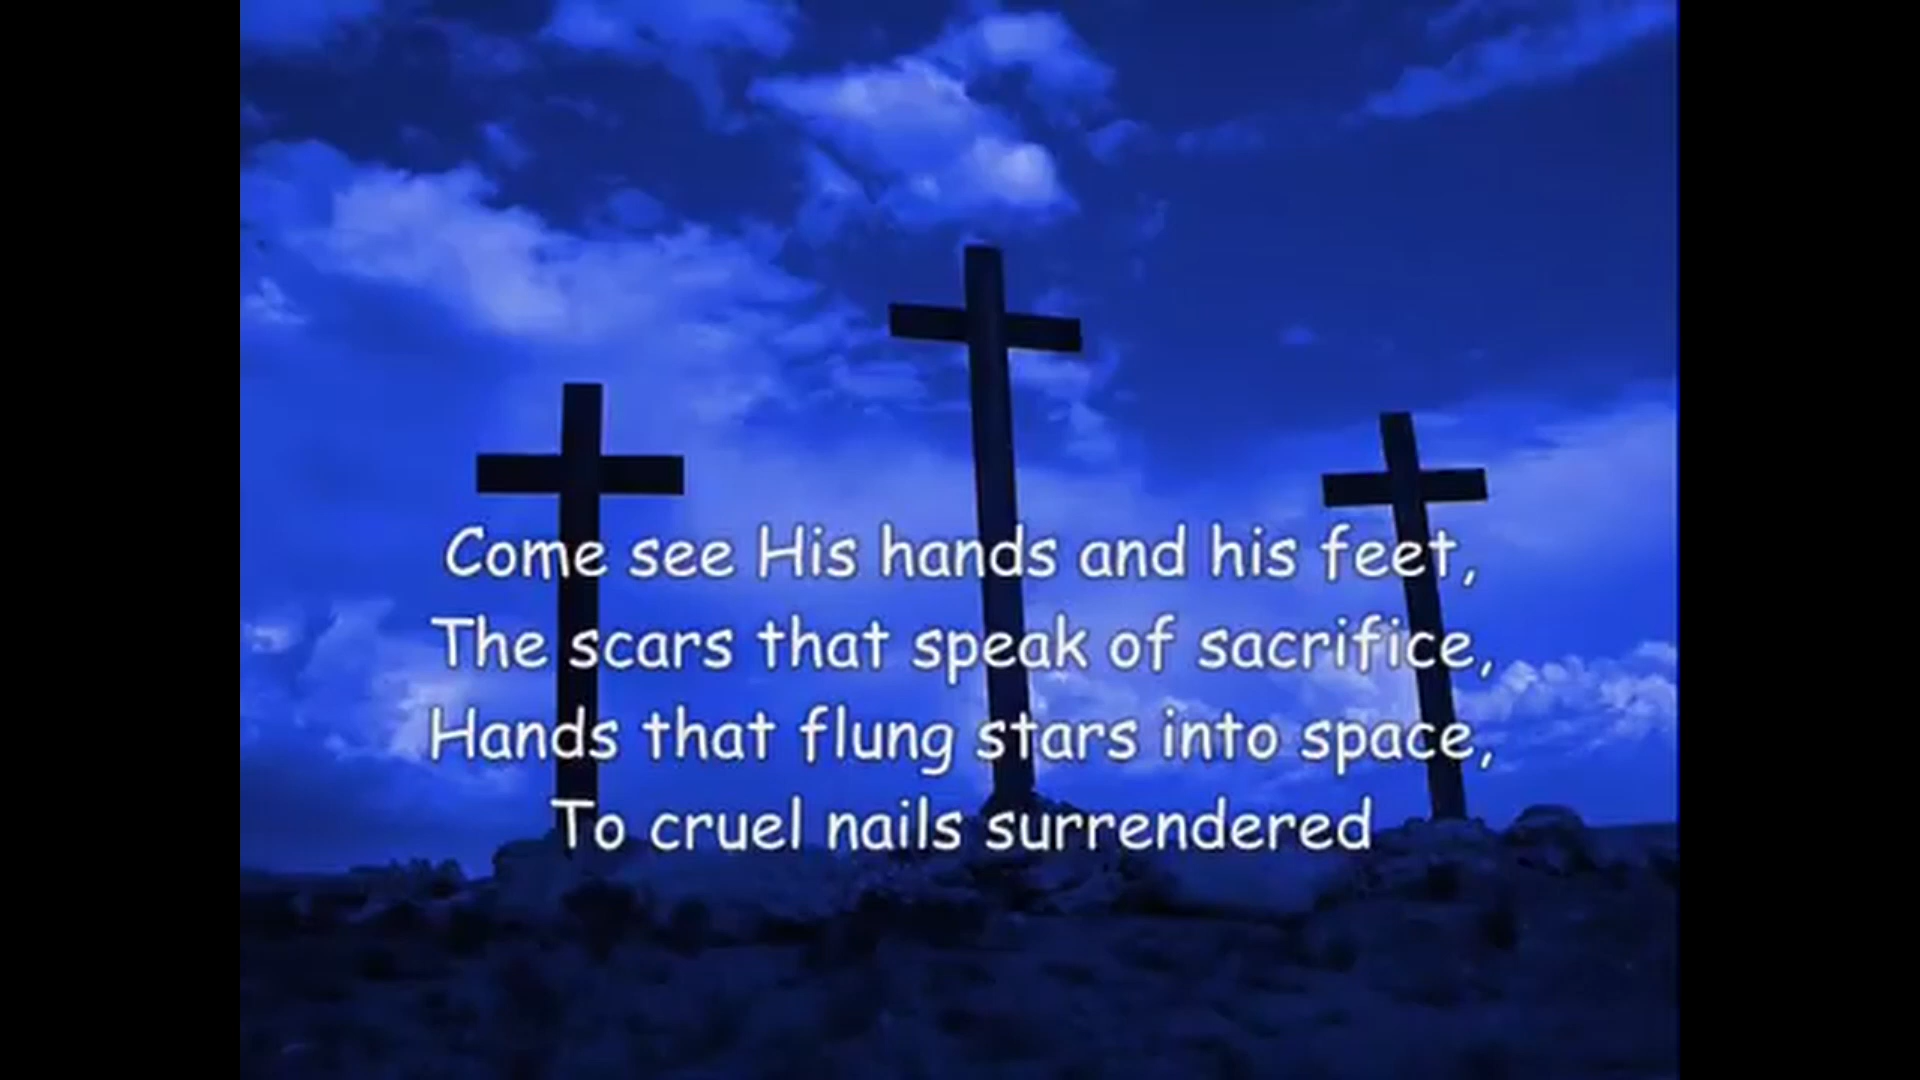 Come see His hands and his feet,
The scars that speak of sacrifice,
Hands that flung stars into space,
To cruel nails surrendered